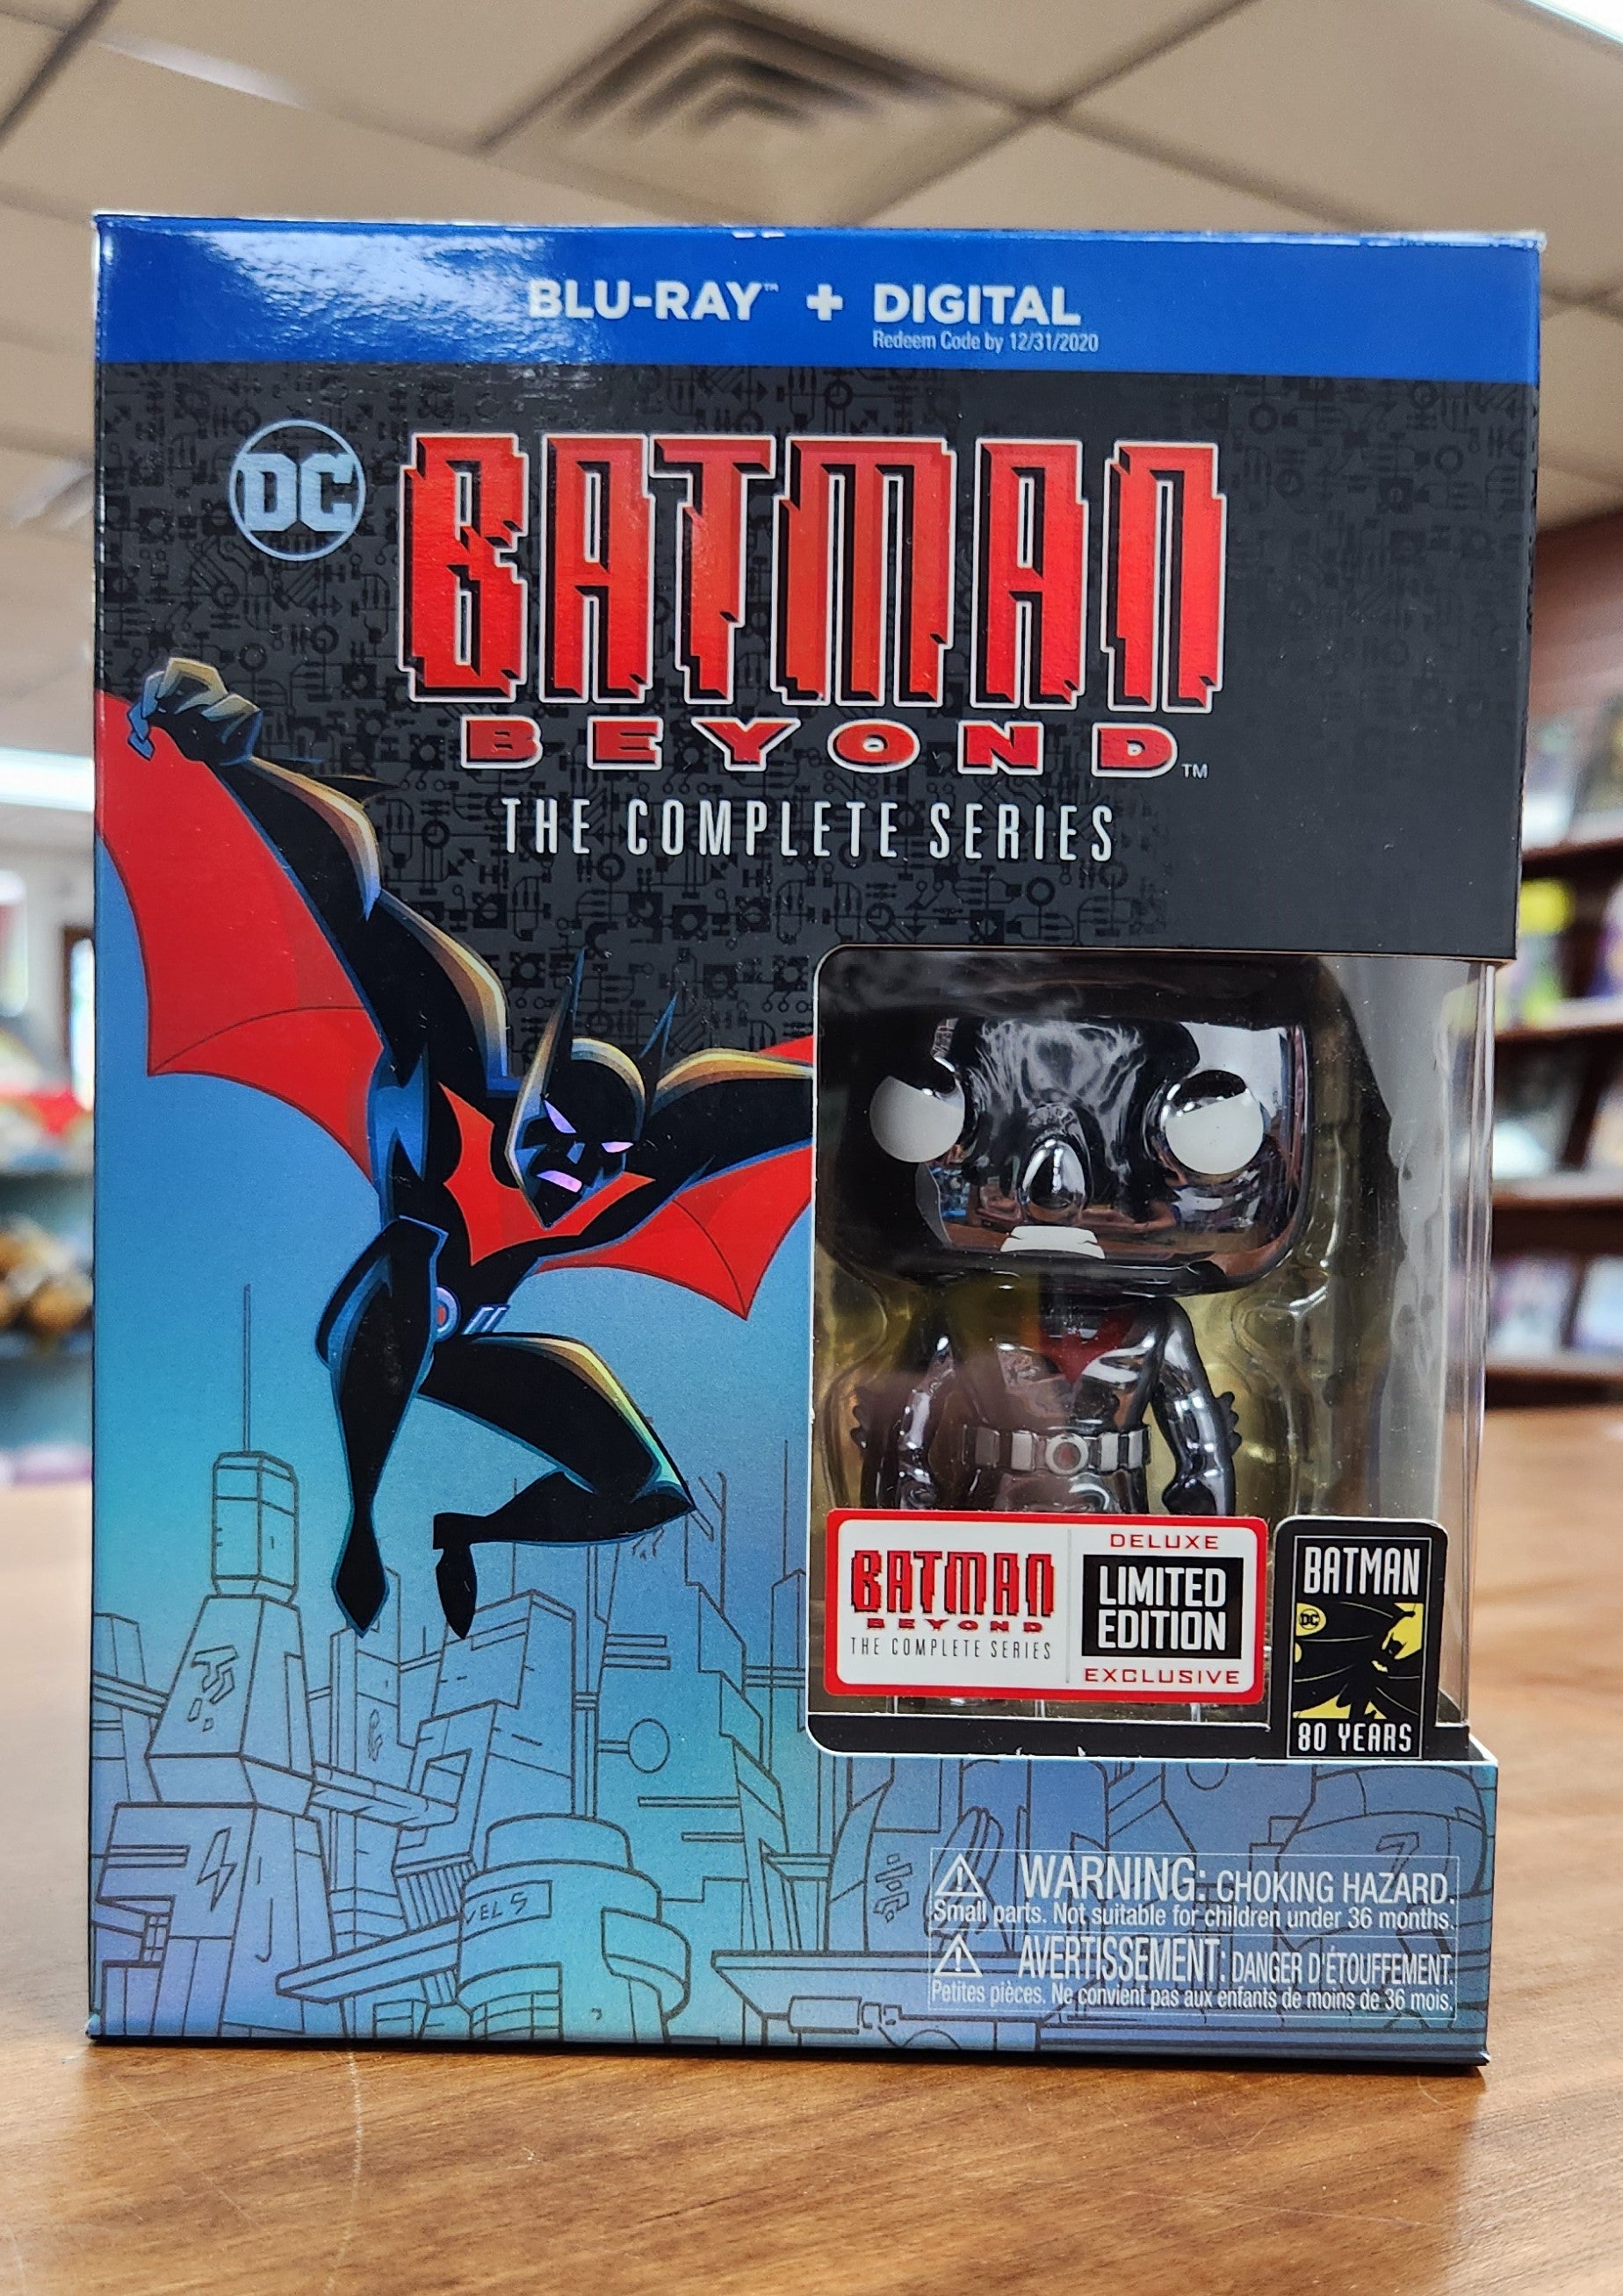 BLU-RAY™ + DIGITAL
Redeem Code by 12/31/2020
DC
BATMAN
BEYOND™
THE COMPLETE SERIES
BATMAN
BEYOND
THE COMPLETE SERIES
DELUXE
LIMITED
EDITION
EXCLUSIVE
BATMAN
DC
80 YEARS
VEL 5
WARNING: CHOKING HAZARD.
Small parts. Not suitable for children under 36 months.
AVERTISSEMENT: DANGER D'ÉTOUFFEMENT.
Petites pièces. Ne convient pas aux enfants de moins de 36 mois.